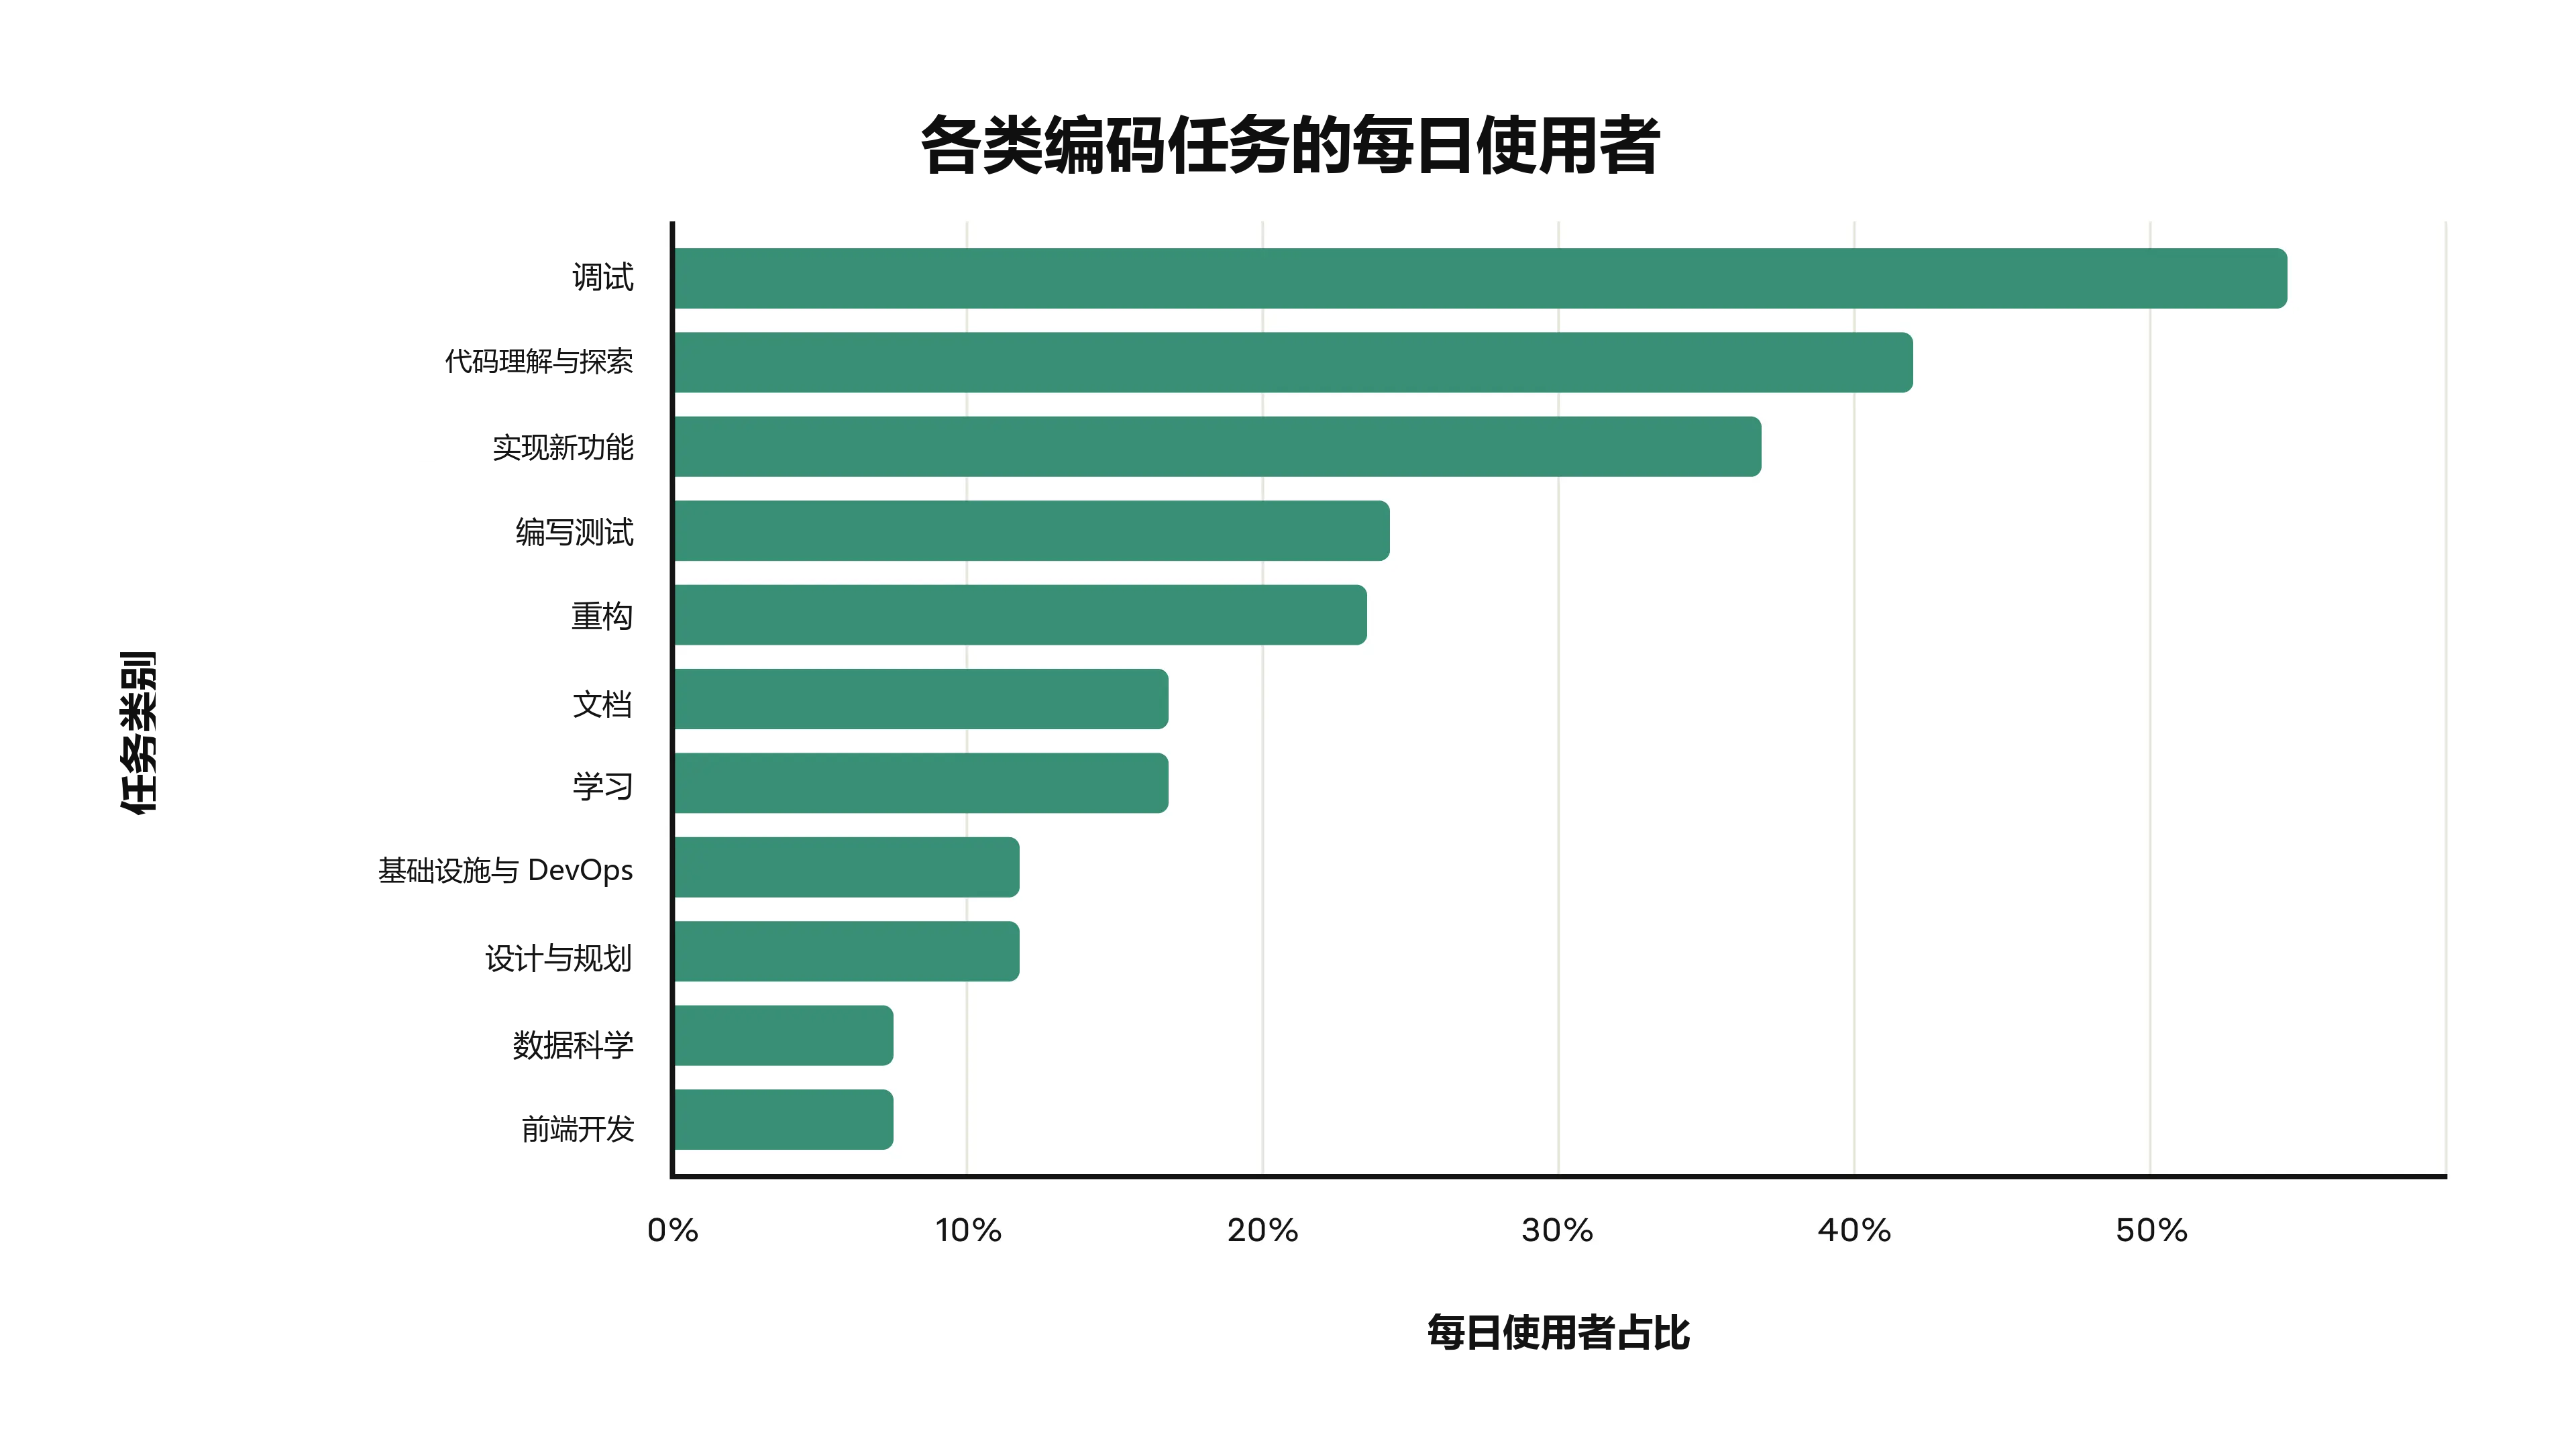 各类编码任务的每日使用者
任务类别
调试
代码理解与探索
实现新功能
编写测试
重构
文档
学习
基础设施与 DevOps
设计与规划
数据科学
前端开发
0% 10% 20% 30% 40% 50%
每日使用者占比